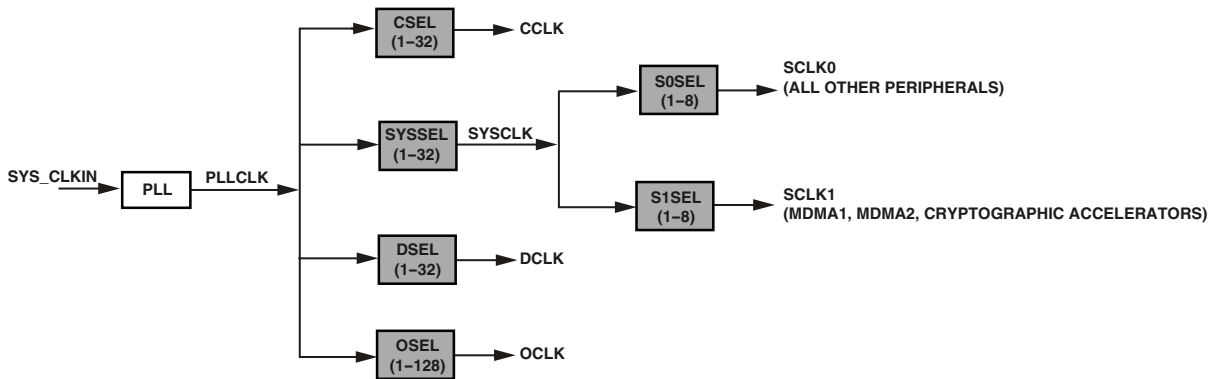 CSEL
(1–32)
CCLK
S0SEL
(1–8)
SCLK0
(ALL OTHER PERIPHERALS)
SYSSEL
(1–32)
SYSCLK
SYS_CLKIN
PLL
PLLCLK
S1SEL
(1–8)
SCLK1
(MDMA1, MDMA2, CRYPTOGRAPHIC ACCELERATORS)
DSEL
(1–32)
DCLK
OSEL
(1–128)
OCLK